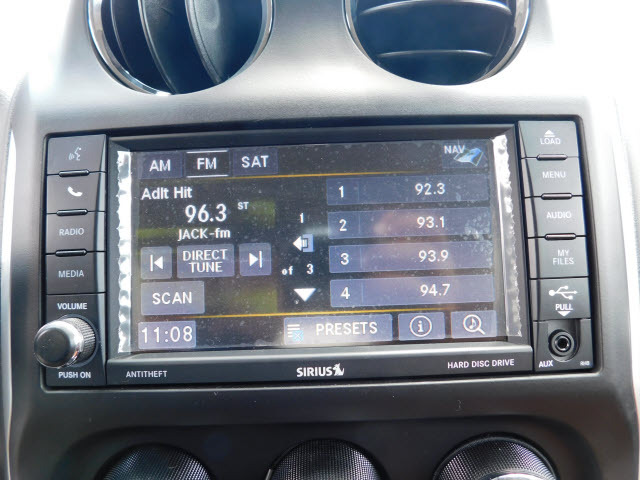 LOAD
MENU
AUDIO
MY
FILES
PULL
AUX
RADIO
MEDIA
VOLUME
PUSH ON
AM FM SAT NAV
Adlt Hit
96.3 ST
JACK-fm
DIRECT
TUNE
SCAN
11:08
1
of 3
1 92.3
2 93.1
3 93.9
4 94.7
PRESETS
ANTITHEFT
SIRIUS
HARD DISC DRIVE